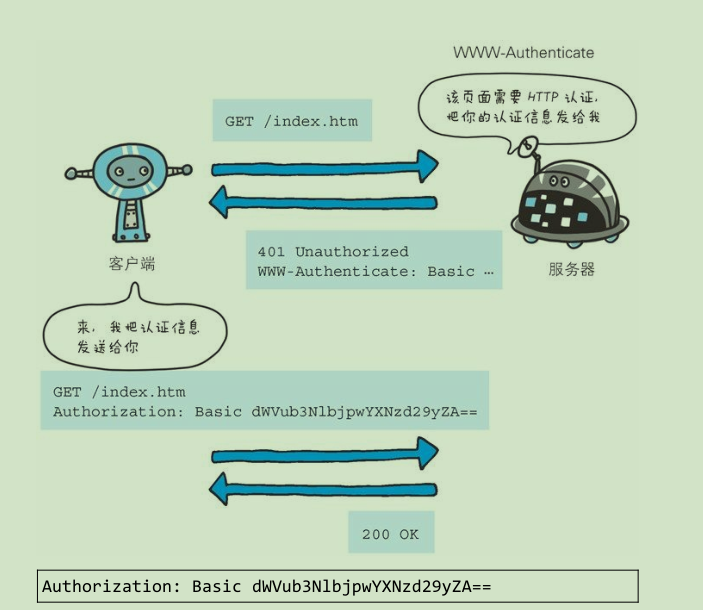 WWW-Authenticate
该页面需要 HTTP 认证,
把你的认证信息发给我
GET /index.htm
401 Unauthorized
WWW-Authenticate: Basic …
客户端
服务器
来, 我把认证信息
发送给你
GET /index.htm
Authorization: Basic dWVub3NlbjpwYXNzd29yZA==
200 OK
Authorization: Basic dWVub3NlbjpwYXNzd29yZA==